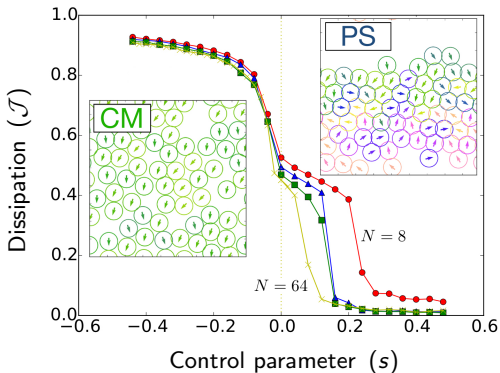 1.0
0.8
0.6
0.4
0.2
0.0
Dissipation (𝒥)
PS
CM
N = 8
N = 64
−0.6 −0.4 −0.2 0.0 0.2 0.4 0.6
Control parameter (s)